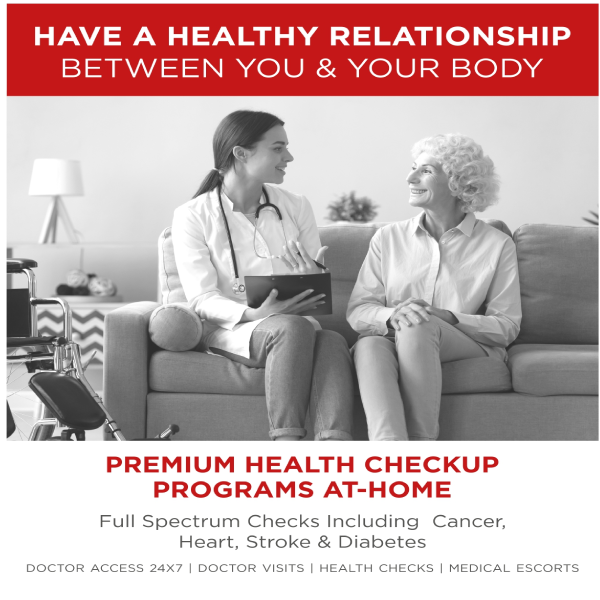 HAVE A HEALTHY RELATIONSHIP
BETWEEN YOU & YOUR BODY
PREMIUM HEALTH CHECKUP
PROGRAMS AT-HOME
Full Spectrum Checks Including Cancer,
Heart, Stroke & Diabetes
DOCTOR ACCESS 24X7 | DOCTOR VISITS | HEALTH CHECKS | MEDICAL ESCORTS